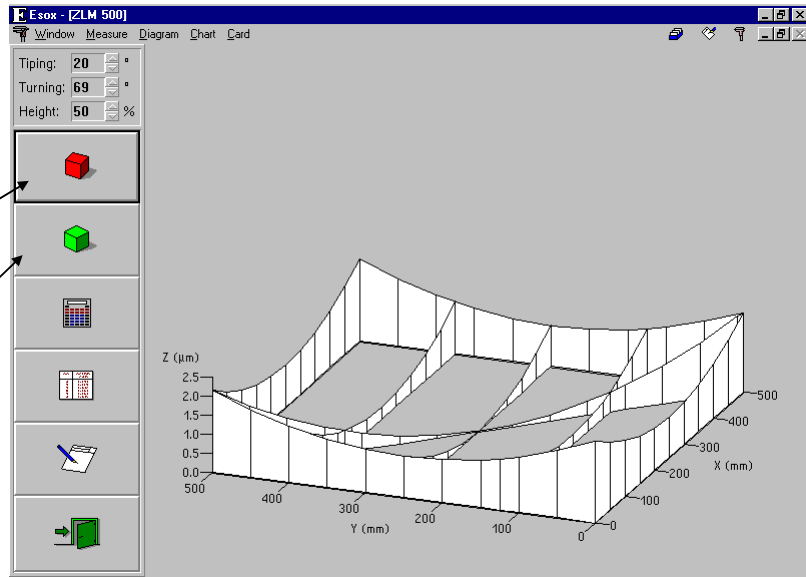 Esox - [ZLM 500]
Window Measure Diagram Chart Card
Tiping: 20 °
Turning: 69 °
Height: 50 %
Z (µm)
2.5
2.0
1.5
1.0
0.5
0.0
500
400
300
200
100
0
Y (mm)
0
100
200
300
400
500
X (mm)